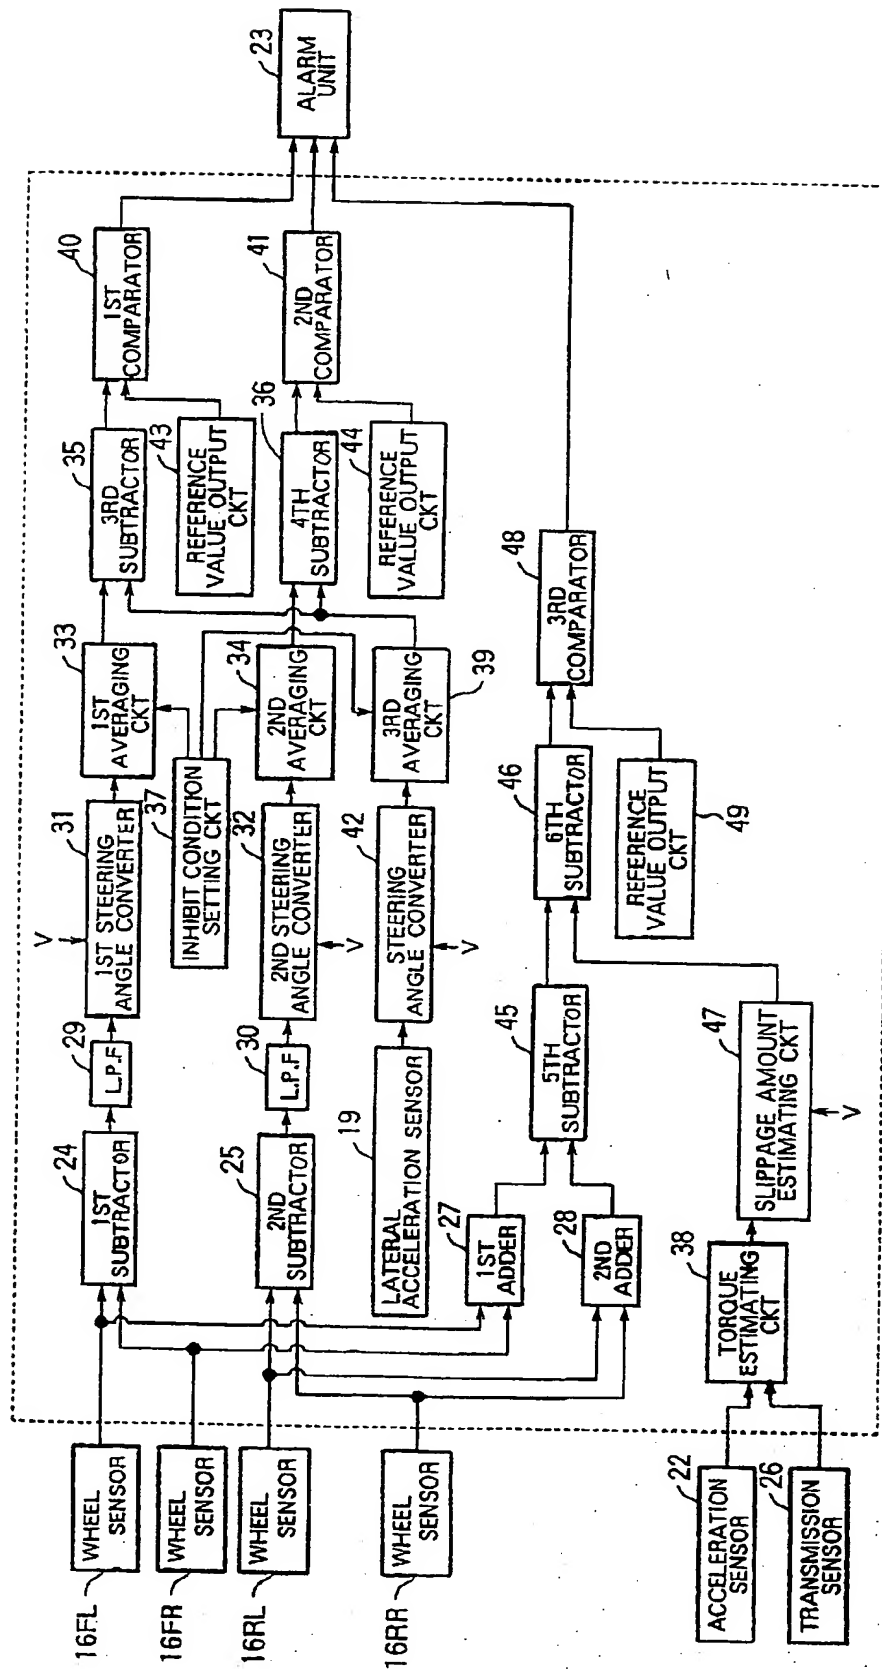 16FL
WHEEL
SENSOR
16FR
WHEEL
SENSOR
16RL
WHEEL
SENSOR
16RR
WHEEL
SENSOR
22
ACCELERATION
SENSOR
26
TRANSMISSION
SENSOR
24
1ST
SUBTRACTOR
29
L.P.F
V
31
1ST STEERING
ANGLE CONVERTER
33
1ST
AVERAGING
CKT
35
3RD
SUBTRACTOR
40
1ST
COMPARATOR
23
ALARM
UNIT
37
INHIBIT CONDITION
SETTING CKT
43
REFERENCE
VALUE OUTPUT
CKT
25
2ND
SUBTRACTOR
30
L.P.F
32
2ND STEERING
ANGLE CONVERTER
V
34
2ND
AVERAGING
CKT
36
4TH
SUBTRACTOR
41
2ND
COMPARATOR
44
REFERENCE
VALUE OUTPUT
CKT
19
LATERAL
ACCELERATION SENSOR
42
STEERING
ANGLE CONVERTER
V
39
3RD
AVERAGING
CKT
27
1ST
ADDER
28
2ND
ADDER
45
5TH
SUBTRACTOR
46
6TH
SUBTRACTOR
48
3RD
COMPARATOR
49
REFERENCE
VALUE OUTPUT
CKT
38
TORQUE
ESTIMATING
CKT
47
SLIPPAGE AMOUNT
ESTIMATING CKT
V